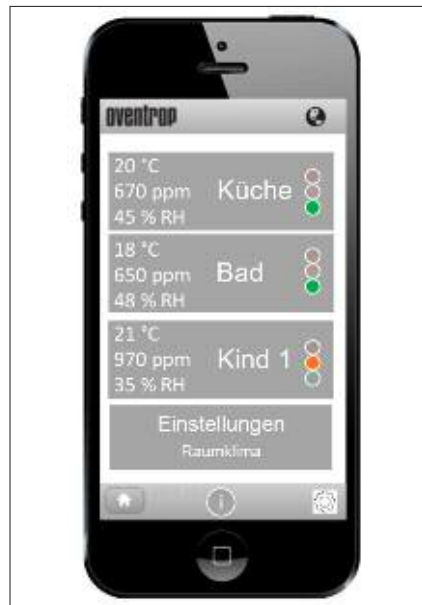 oventrop
20 °C
670 ppm
45 % RH
Küche
18 °C
650 ppm
48 % RH
Bad
21 °C
970 ppm
35 % RH
Kind 1
Einstellungen
Raumklima
i